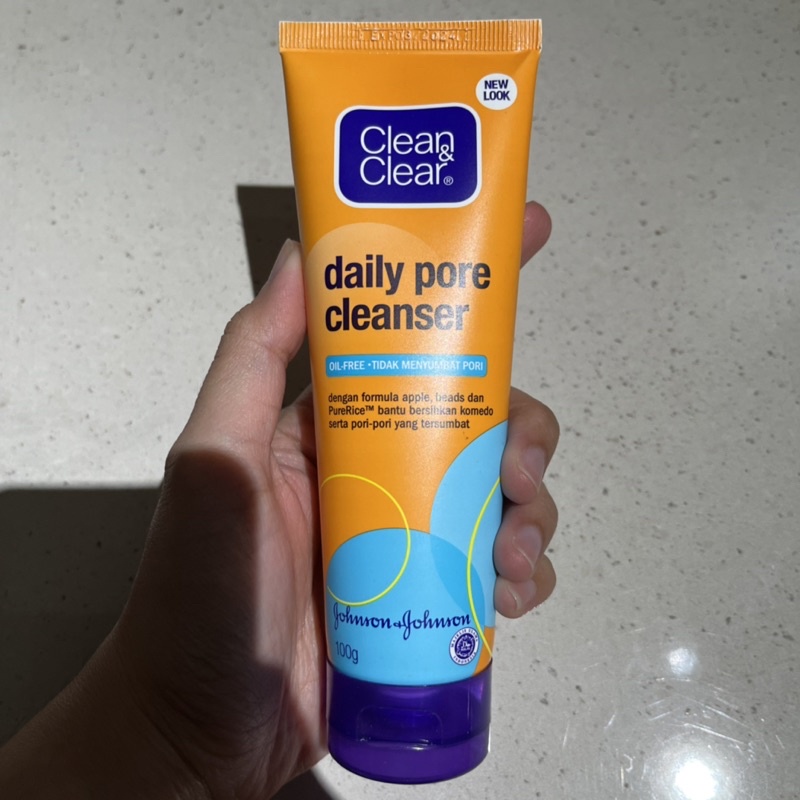 NEW
LOOK
Clean
&
Clear®
daily pore
cleanser
OIL-FREE • TIDAK MENYUMBAT PORI
dengan formula apple, beads dan
PureRice™ bantu bersihkan komedo
serta pori-pori yang tersumbat
Johnson & Johnson
100g